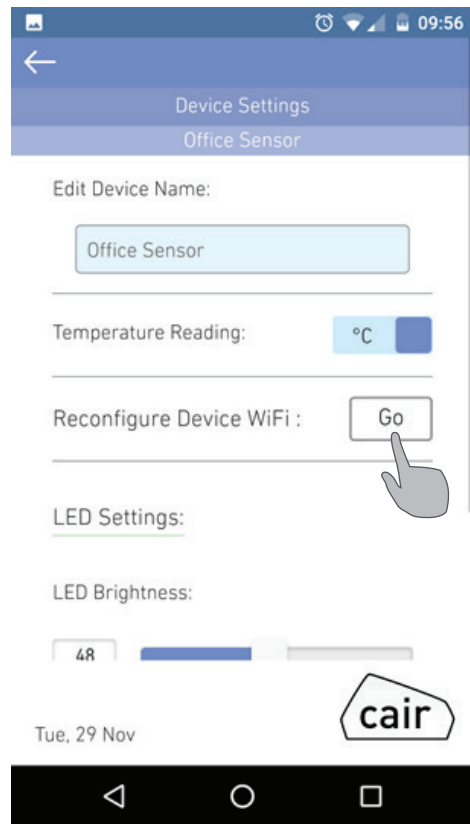 09:56
Device Settings
Office Sensor
Edit Device Name:
Office Sensor
Temperature Reading: °C
Reconfigure Device WiFi : Go
LED Settings:
LED Brightness:
48
Tue, 29 Nov
cair